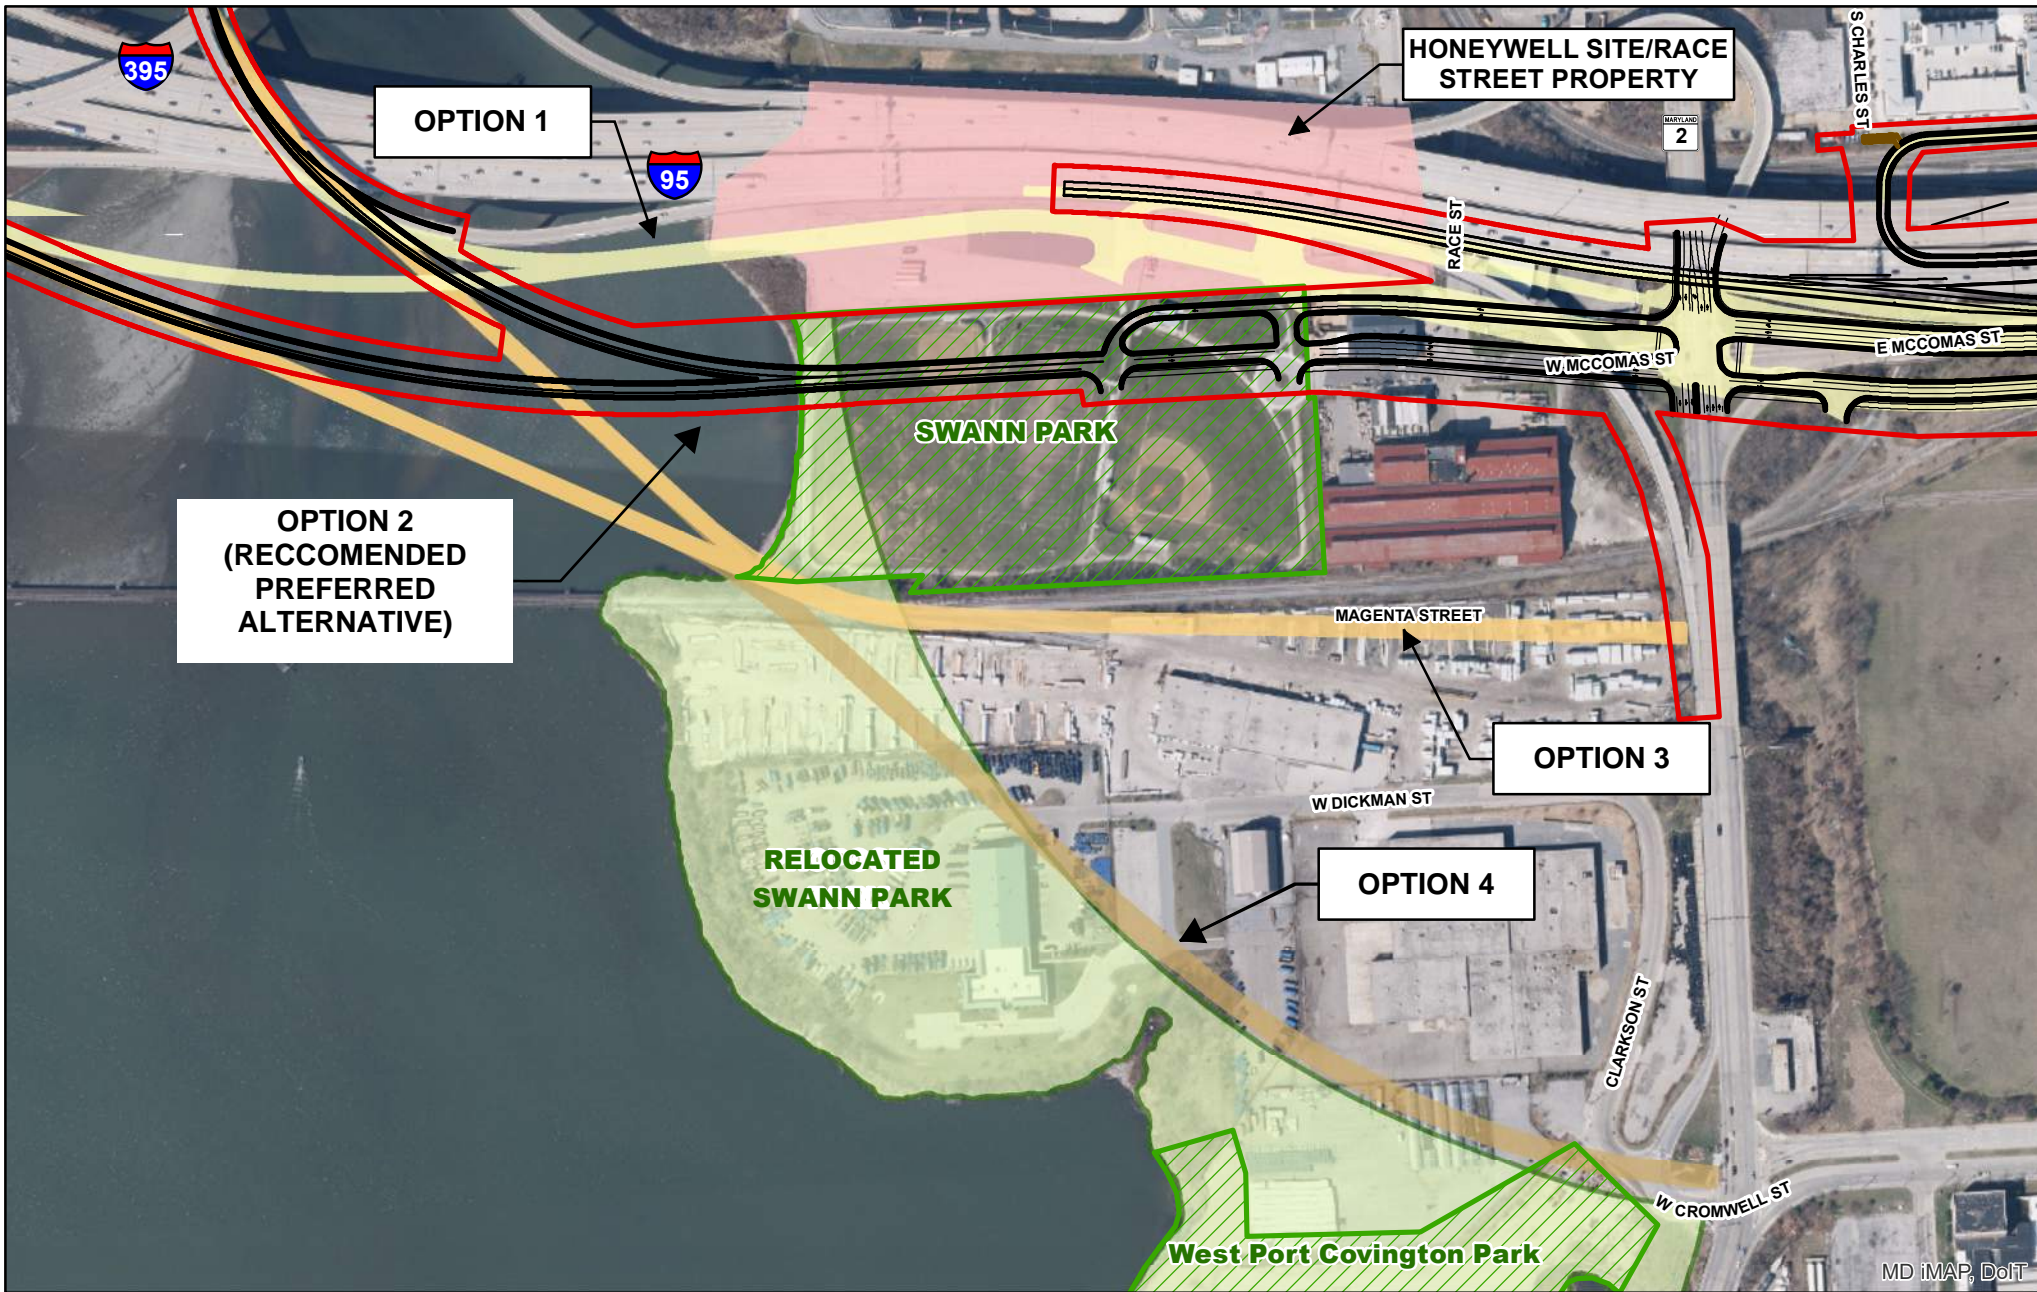 395
OPTION 1
95
HONEYWELL SITE/RACE
STREET PROPERTY
MARYLAND
2
S CHARLES ST
RACE ST
W MCCOMAS ST
E MCCOMAS ST
SWANN PARK
OPTION 2
(RECCOMENDED
PREFERRED
ALTERNATIVE)
MAGENTA STREET
OPTION 3
W DICKMAN ST
RELOCATED
SWANN PARK
OPTION 4
CLARKSON ST
W CROMWELL ST
West Port Covington Park
MD iMAP, DoIT